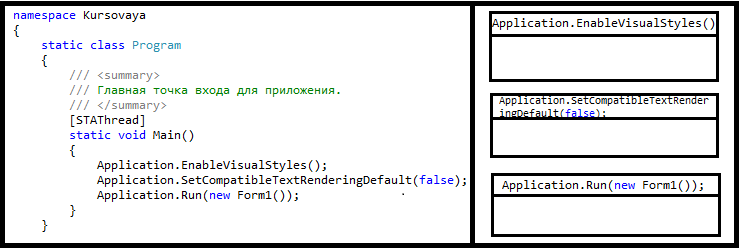 namespace Kursovaya
{
static class Program
{
/// <summary>
/// Главная точка входа для приложения.
/// </summary>
[STAThread]
static void Main()
{
Application.EnableVisualStyles();
Application.SetCompatibleTextRenderingDefault(false);
Application.Run(new Form1());
}
}
Application.EnableVisualStyles()
Application.SetCompatibleTextRender
ingDefault(false);
Application.Run(new Form1());